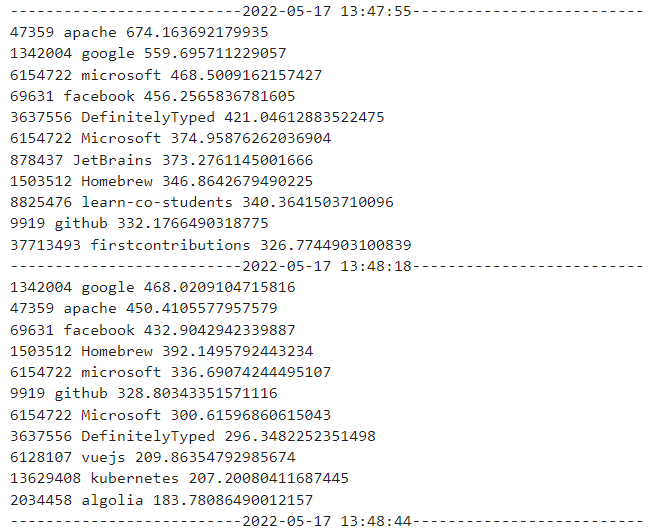 --------------------------2022-05-17 13:47:55--------------------------
47359 apache 674.163692179935
1342004 google 559.695711229057
6154722 microsoft 468.5009162157427
69631 facebook 456.2565836781605
3637556 DefinitelyTyped 421.04612883522475
6154722 Microsoft 374.95876262036904
878437 JetBrains 373.2761145001666
1503512 Homebrew 346.8642679490225
8825476 learn-co-students 340.3641503710096
9919 github 332.1766490318775
37713493 firstcontributions 326.7744903100839
--------------------------2022-05-17 13:48:18--------------------------
1342004 google 468.0209104715816
47359 apache 450.4105577957579
69631 facebook 432.9042942339887
1503512 Homebrew 392.1495792443234
6154722 microsoft 336.69074244495107
9919 github 328.80343351571116
6154722 Microsoft 300.61596860615043
3637556 DefinitelyTyped 296.3482252351498
6128107 vuejs 209.86354792985674
13629408 kubernetes 207.20080411687445
2034458 algolia 183.78086490012157
--------------------------2022-05-17 13:48:44--------------------------